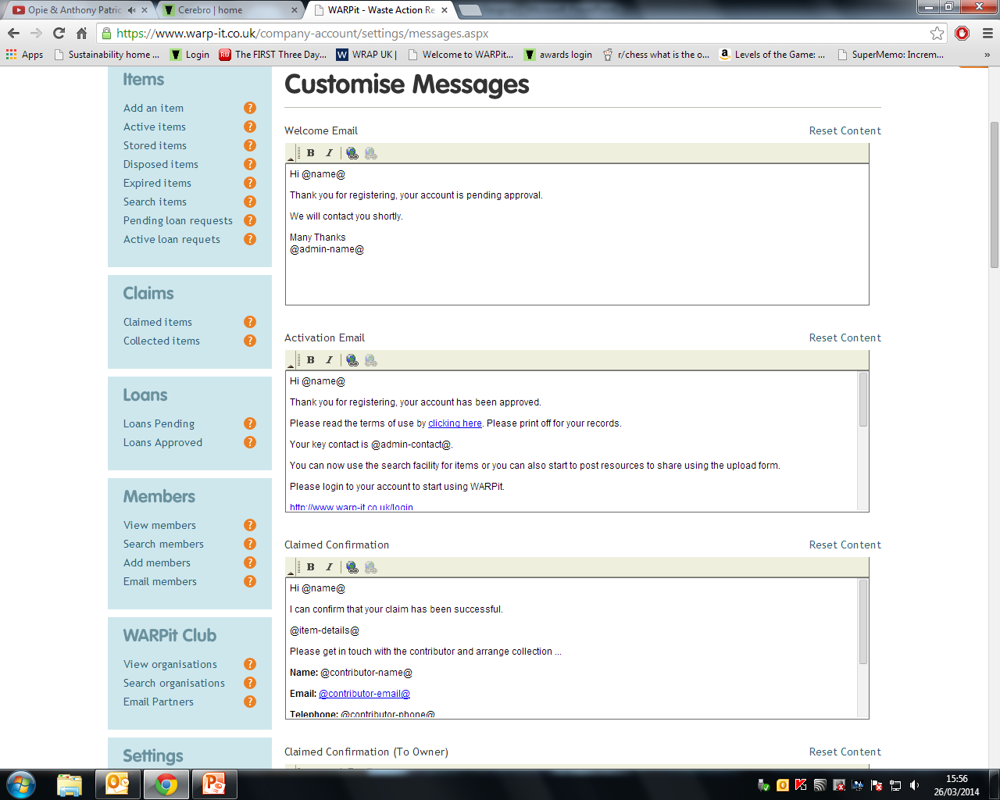 Opie & Anthony Patric
Cerebro | home
WARPit - Waste Action Re
https://www.warp-it.co.uk/company-account/settings/messages.aspx
Apps
Sustainability home ...
Login
The FIRST Three Day...
WRAP UK |
Welcome to WARPit...
awards login
r/chess what is the o...
Levels of the Game: ...
SuperMemo: Increm...
»
Items
Add an item ?
Active items ?
Stored items ?
Disposed items ?
Expired items ?
Search items ?
Pending loan requests ?
Active loan requets ?
Claims
Claimed items ?
Collected items ?
Loans
Loans Pending ?
Loans Approved ?
Members
View members ?
Search members ?
Add members ?
Email members ?
WARPit Club
View organisations ?
Search organisations ?
Email Partners ?
Settings
Customise Messages
Welcome Email
Reset Content
B I
Hi @name@
Thank you for registering, your account is pending approval.
We will contact you shortly.
Many Thanks
@admin-name@
Activation Email
Reset Content
B I
Hi @name@
Thank you for registering, your account has been approved.
Please read the terms of use by clicking here. Please print off for your records.
Your key contact is @admin-contact@.
You can now use the search facility for items or you can also start to post resources to share using the upload form.
Please login to your account to start using WARPit.
http://www.warp-it.co.uk/login
Claimed Confirmation
Reset Content
B I
Hi @name@
I can confirm that your claim has been successful.
@item-details@
Please get in touch with the contributor and arrange collection ...
Name: @contributor-name@
Email: @contributor-email@
Telephone: @contributor-phone@
Claimed Confirmation (To Owner)
Reset Content
15:56
26/03/2014